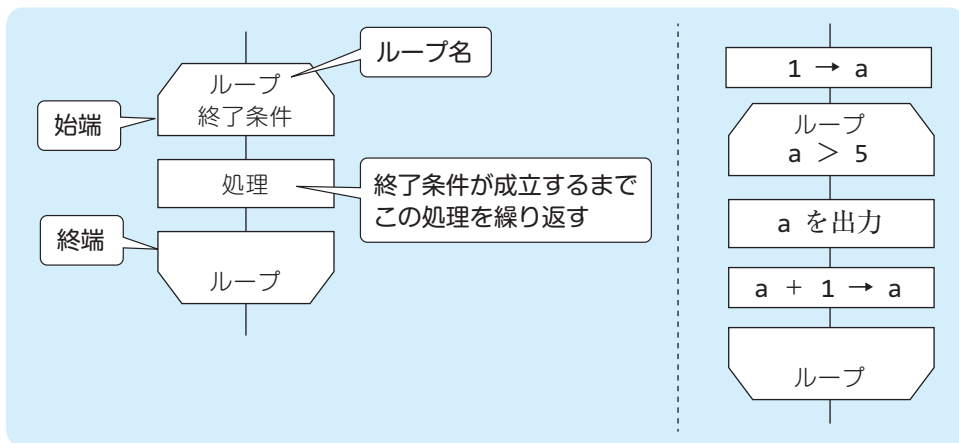 ループ名
ループ
終了条件
始端
処理
終了条件が成立するまで
この処理を繰り返す
終端
ループ
1 → a
ループ
a ＞ 5
a を出力
a + 1 → a
ループ